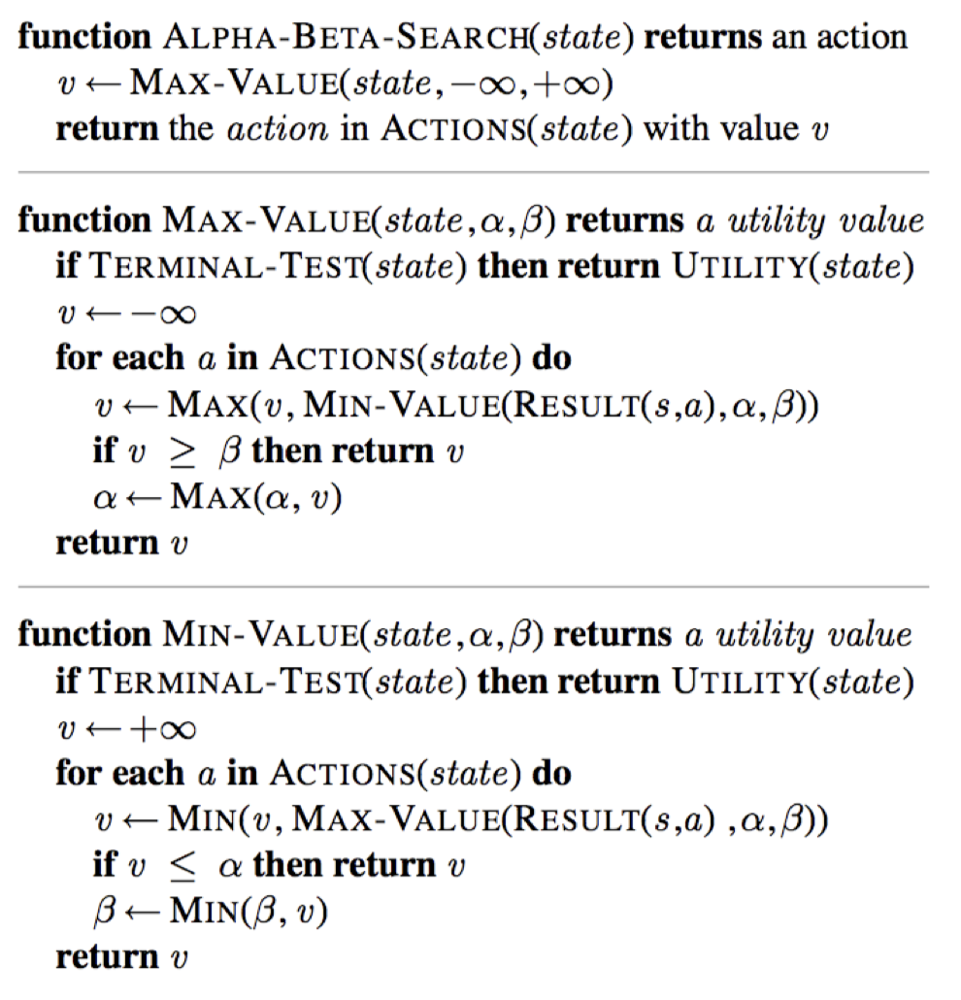 function ALPHA-BETA-SEARCH(state) returns an action
v ← MAX-VALUE(state,−∞,+∞)
return the action in ACTIONS(state) with value v
function MAX-VALUE(state,α,β) returns a utility value
if TERMINAL-TEST(state) then return UTILITY(state)
v ← −∞
for each a in ACTIONS(state) do
v ← MAX(v, MIN-VALUE(RESULT(s,a),α,β))
if v ≥ β then return v
α ← MAX(α, v)
return v
function MIN-VALUE(state,α,β) returns a utility value
if TERMINAL-TEST(state) then return UTILITY(state)
v ← +∞
for each a in ACTIONS(state) do
v ← MIN(v, MAX-VALUE(RESULT(s,a) ,α,β))
if v ≤ α then return v
β ← MIN(β, v)
return v